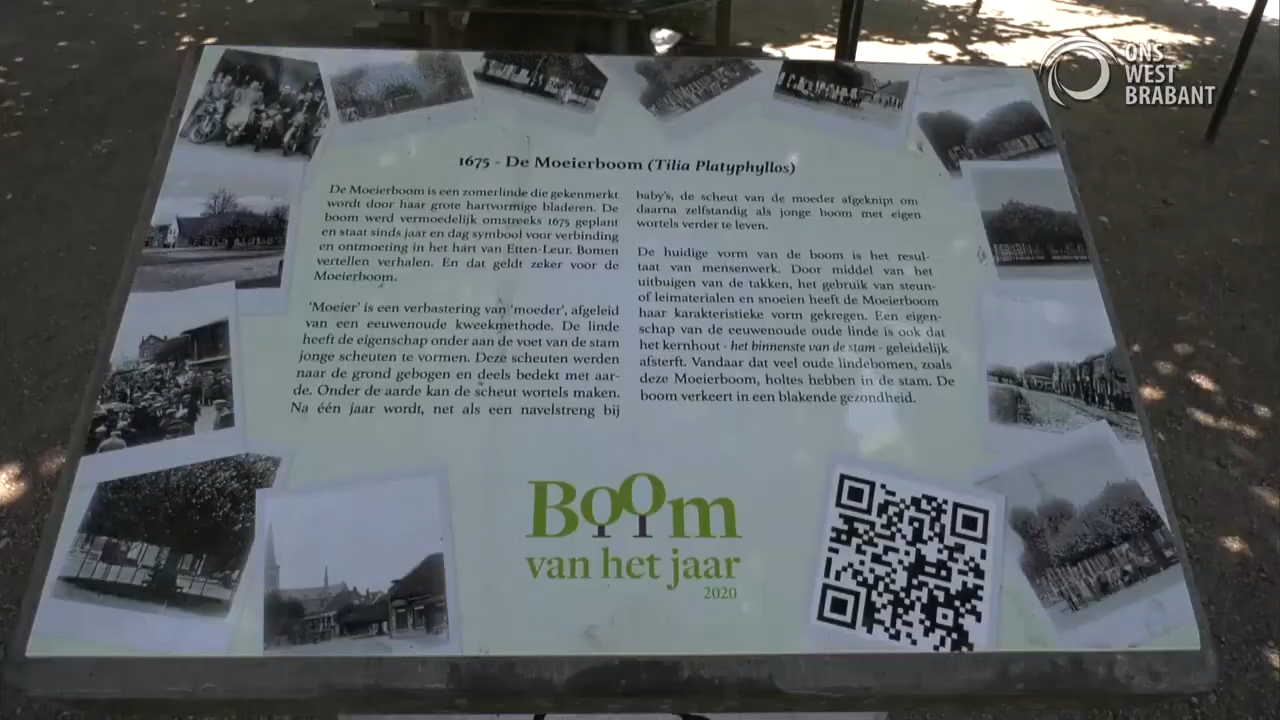 ONS
WEST
BRABANT
1675 - De Moeierboom (Tilia Platyphyllos)
De Moeierboom is een zomerlinde die gekenmerkt
wordt door haar grote hartvormige bladeren. De
boom werd vermoedelijk omstreeks 1675 geplant
en staat sinds jaar en dag symbool voor verbinding
en ontmoeting in het hart van Etten-Leur. Bomen
vertellen verhalen. En dat geldt zeker voor de
Moeierboom.
'Moeier' is een verbastering van 'moeder', afgeleid
van een eeuwenoude kweekmethode. De linde
heeft de eigenschap onder aan de voet van de stam
jonge scheuten te vormen. Deze scheuten werden
naar de grond gebogen en deels bedekt met aar-
de. Onder de aarde kan de scheut wortels maken.
Na één jaar wordt, net als een navelstreng bij
baby's, de scheut van de moeder afgeknipt om
daarna zelfstandig als jonge boom met eigen
wortels verder te leven.
De huidige vorm van de boom is het resul-
taat van mensenwerk. Door middel van het
uitbuigen van de takken, het gebruik van steun-
of leimaterialen en snoeien heeft de Moeierboom
haar karakteristieke vorm gekregen. Een eigen-
schap van de eeuwenoude oude linde is ook dat
het kernhout - het binnenste van de stam - geleidelijk
afsterft. Vandaar dat veel oude lindebomen, zoals
deze Moeierboom, holtes hebben in de stam. De
boom verkeert in een blakende gezondheid.
Boom
van het jaar
2020